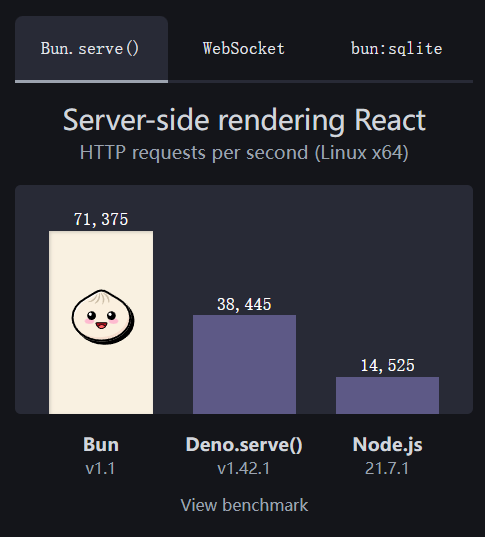 Bun.serve() WebSocket bun:sqlite
Server-side rendering React
HTTP requests per second (Linux x64)
71,375
38,445
14,525
Bun Deno.serve() Node.js
v1.1 v1.42.1 21.7.1
View benchmark